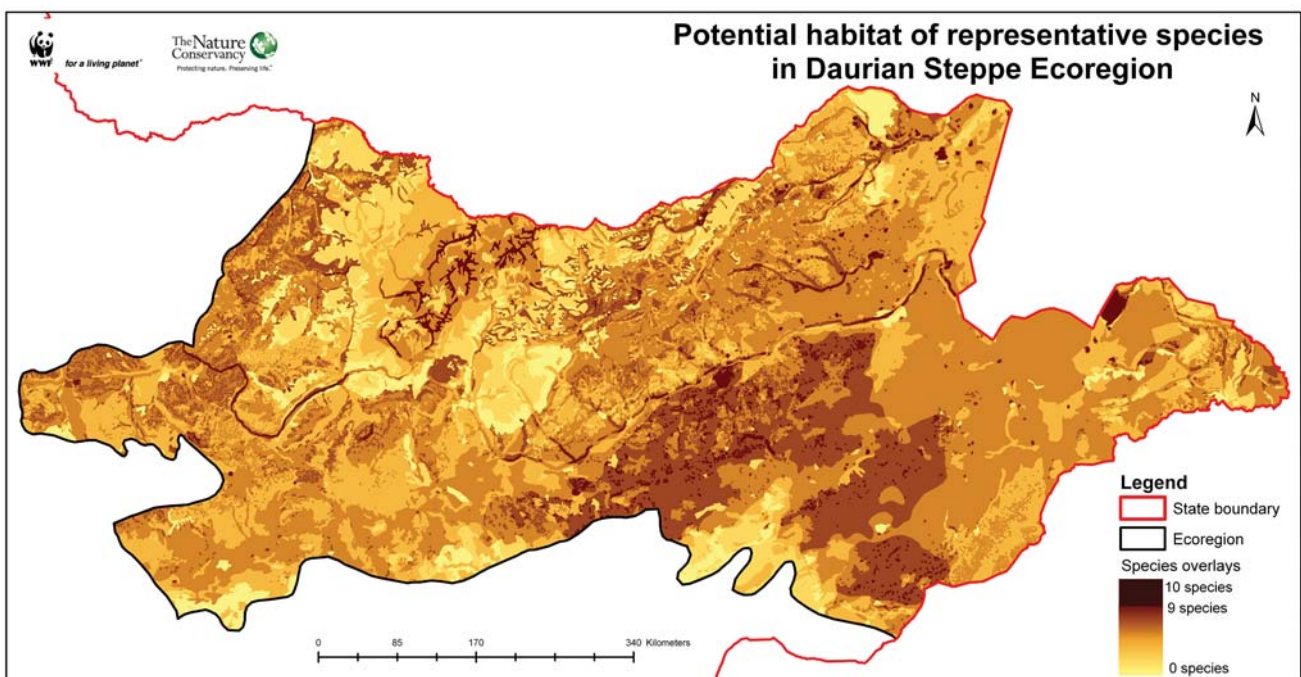 WWF
for a living planet®
The Nature
Conservancy
Protecting nature. Preserving life.™
Potential habitat of representative species
in Daurian Steppe Ecoregion
N
Legend
State boundary
Ecoregion
Species overlays
10 species
9 species
0 species
0 85 170 340 Kilometers